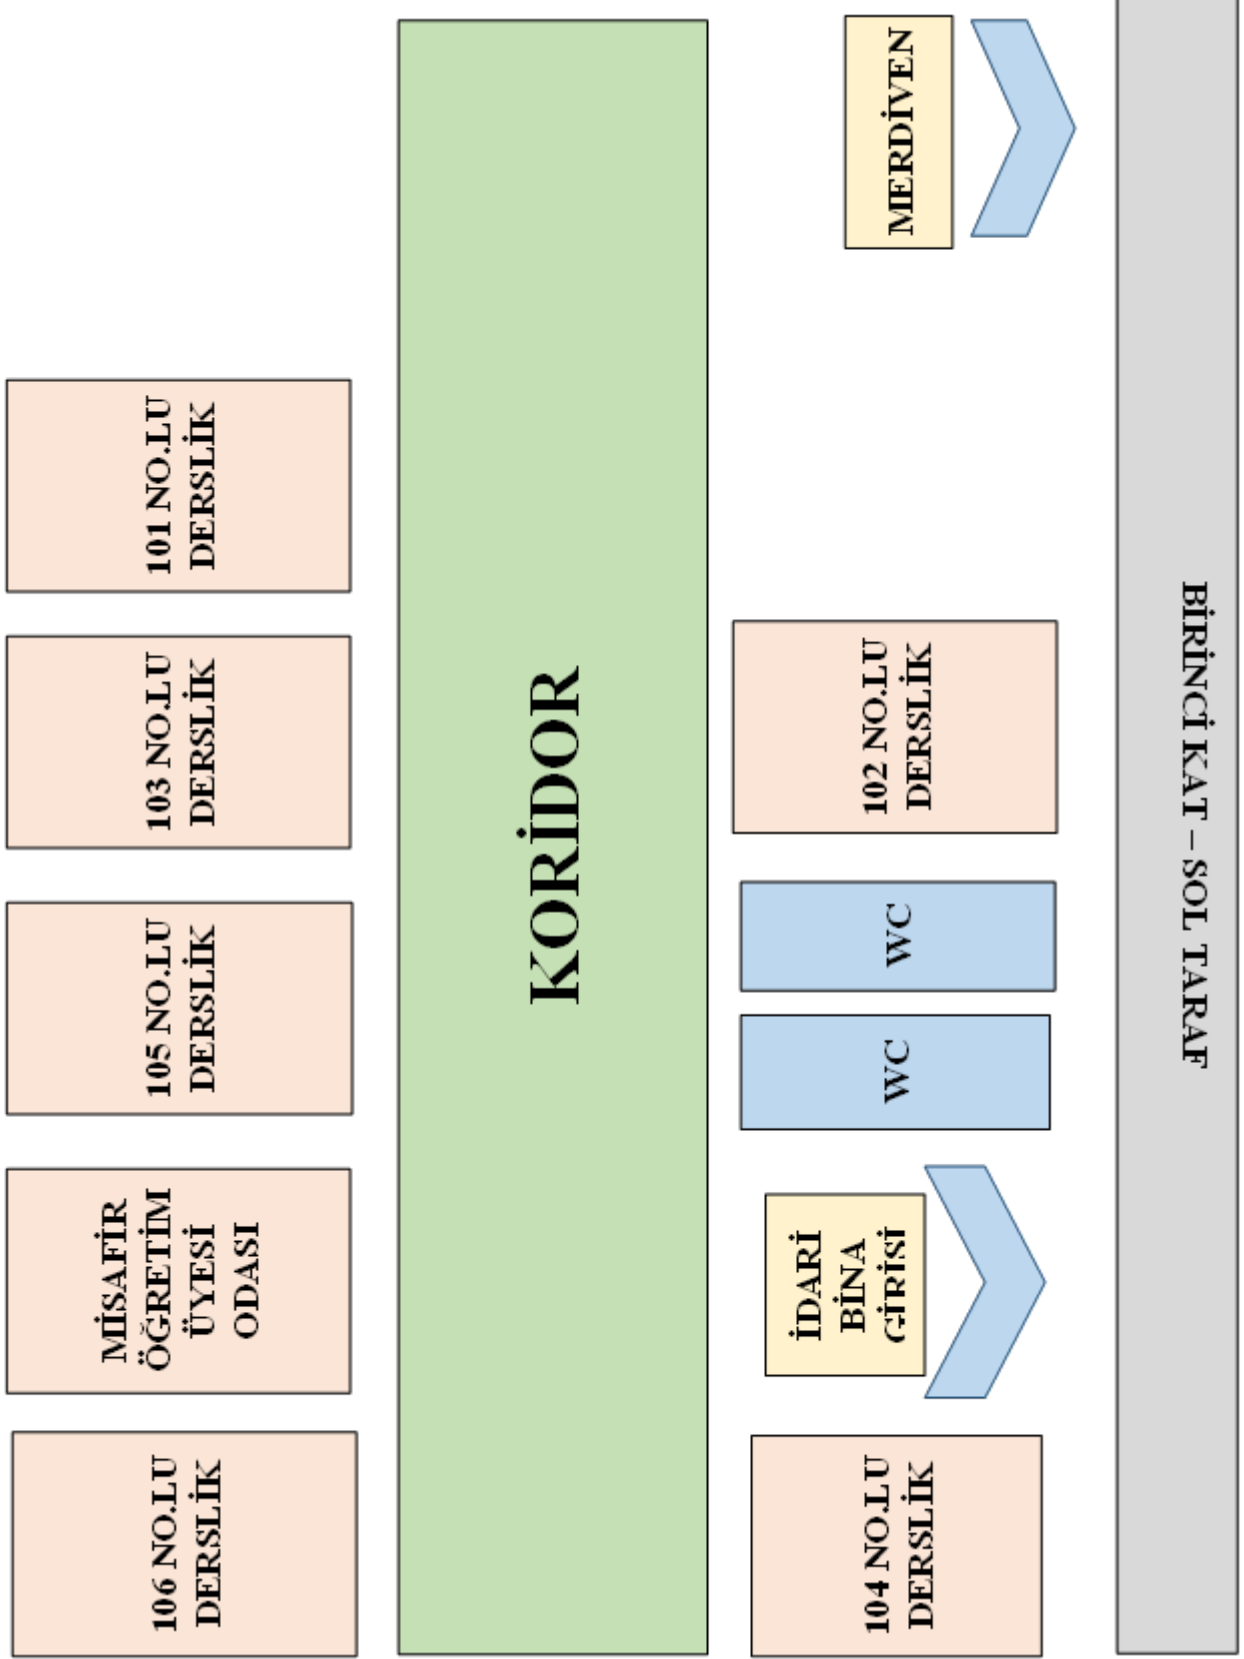 106 NO.LU
DERSLİK
MİSAFİR
ÖĞRETİM
ÜYESİ
ODASI
105 NO.LU
DERSLİK
103 NO.LU
DERSLİK
101 NO.LU
DERSLİK
KORİDOR
104 NO.LU
DERSLİK
İDARİ
BİNA
GİRİSİ
WC
WC
102 NO.LU
DERSLİK
MERDİVEN
BİRİNCİ KAT – SOL TARAF